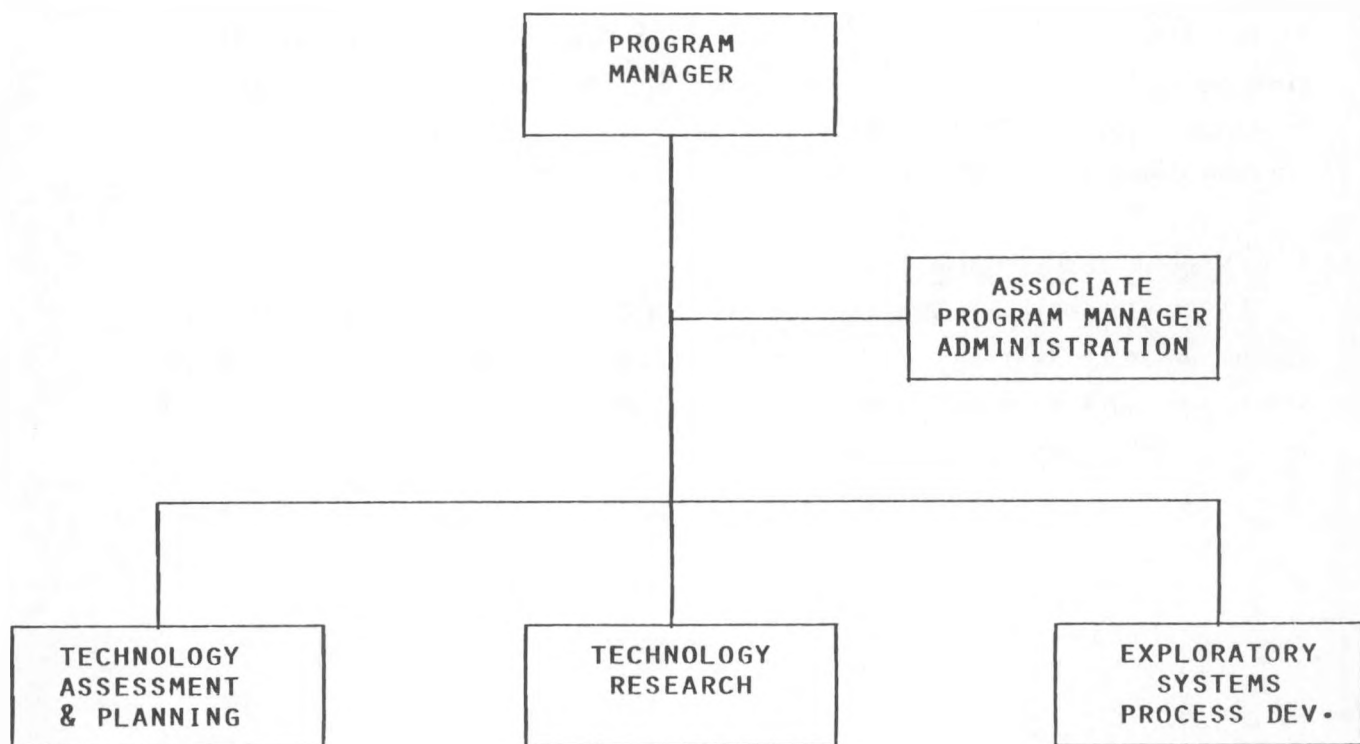 PROGRAM
MANAGER
ASSOCIATE
PROGRAM MANAGER
ADMINISTRATION
TECHNOLOGY
ASSESSMENT
& PLANNING
TECHNOLOGY
RESEARCH
EXPLORATORY
SYSTEMS
PROCESS DEV.